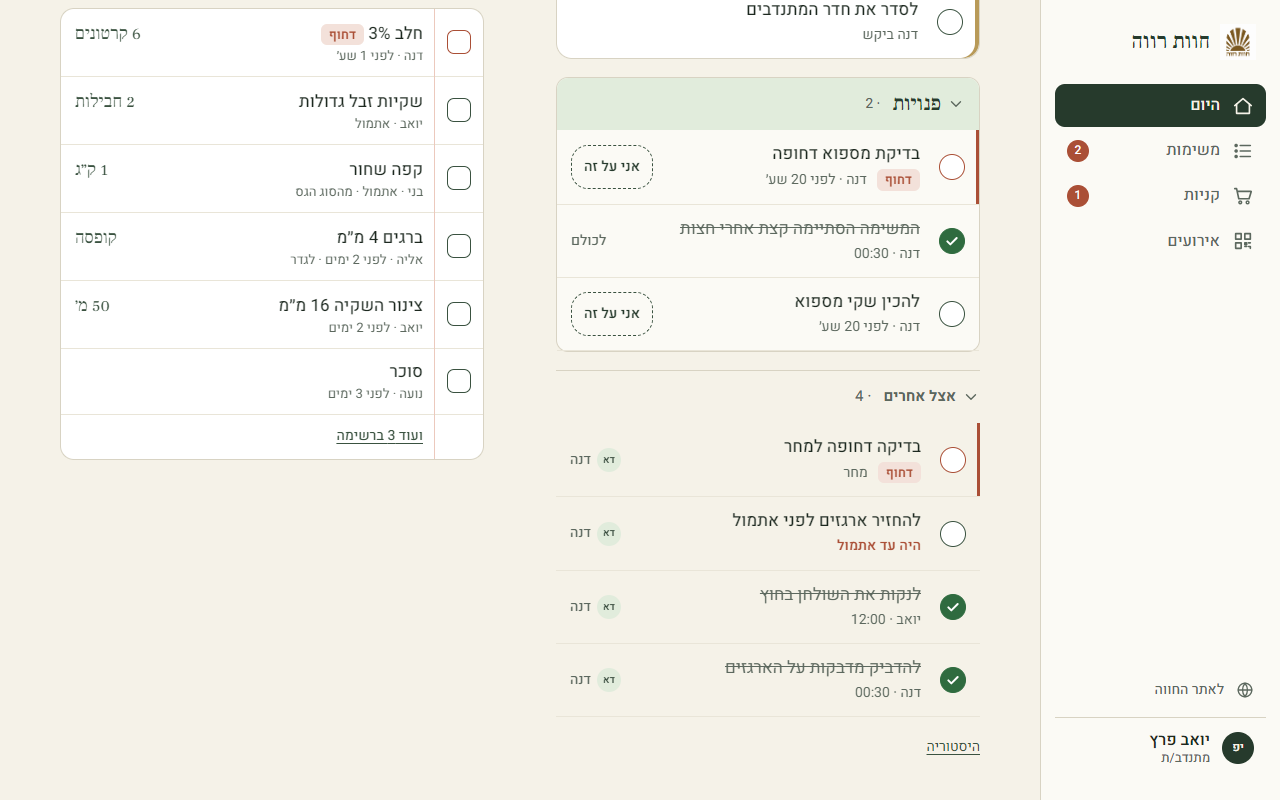 חוות רווה
היום
משימות
2
קניות
1
אירועים
לאתר החווה
יפ
יואב פרץ
מתנדב/ת
לסדר את חדר המתנדבים
דנה ביקש
פנויות · 2
בדיקת מספוא דחופה
דחוף דנה · לפני 20 שע׳
אני על זה
המשימה הסתיימה קצת אחרי חצות
דנה · 00:30
לכולם
להכין שקי מספוא
דנה · לפני 20 שע׳
אני על זה
אצל אחרים · 4
בדיקה דחופה למחר
דחוף מחר
דא דנה
להחזיר ארגזים לפני אתמול
היה עד אתמול
דא דנה
לנקות את השולחן בחוץ
יואב · 12:00
דא דנה
להדביק מדבקות על הארגזים
דנה · 00:30
דא דנה
היסטוריה
חלב 3% דחוף
דנה · לפני 1 שע׳
6 קרטונים
שקיות זבל גדולות
יואב · אתמול
2 חבילות
קפה שחור
בני · אתמול · מהסוג הגס
1 ק״ג
ברגים 4 מ״מ
אליה · לפני 2 ימים · לגדר
קופסה
צינור השקיה 16 מ״מ
יואב · לפני 2 ימים
50 מ׳
סוכר
נועה · לפני 3 ימים
ועוד 3 ברשימה